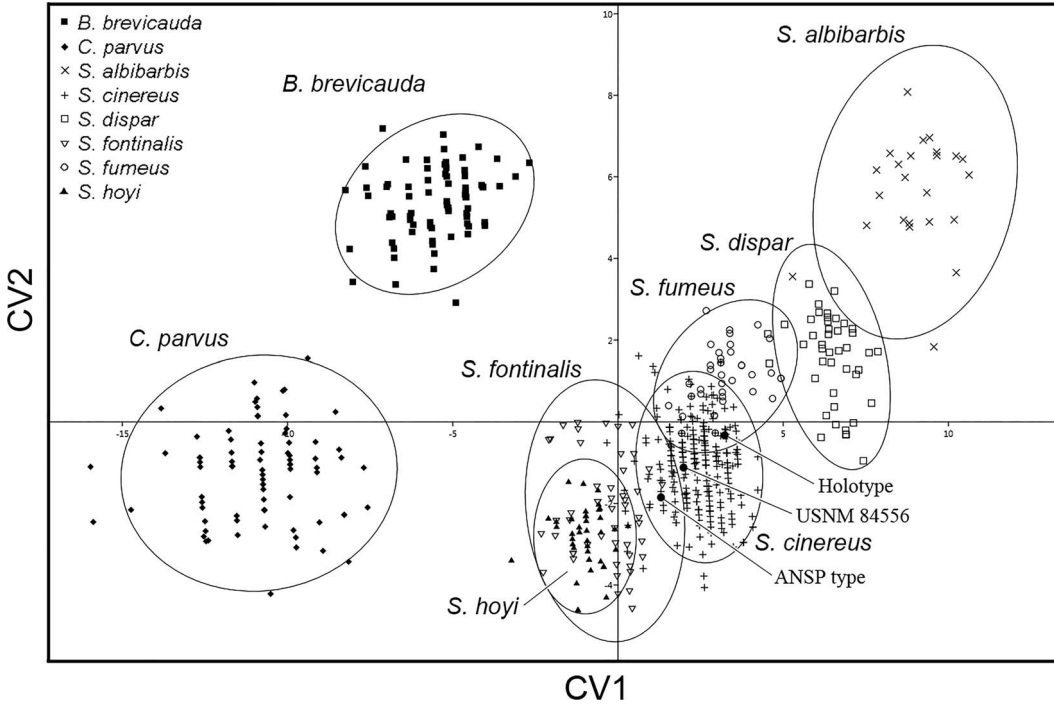 B. brevicauda
C. parvus
S. albibarbis
S. cinereus
S. dispar
S. fontinalis
S. fumeus
S. hoyi
10
S. albibarbis
B. brevicauda
8
6
S. dispar
4
S. fumeus
CV2
C. parvus
2
S. fontinalis
-15
-10
-5
5
10
Holotype
USNM 84556
S. cinereus
ANSP type
-4
S. hoyi
CV1